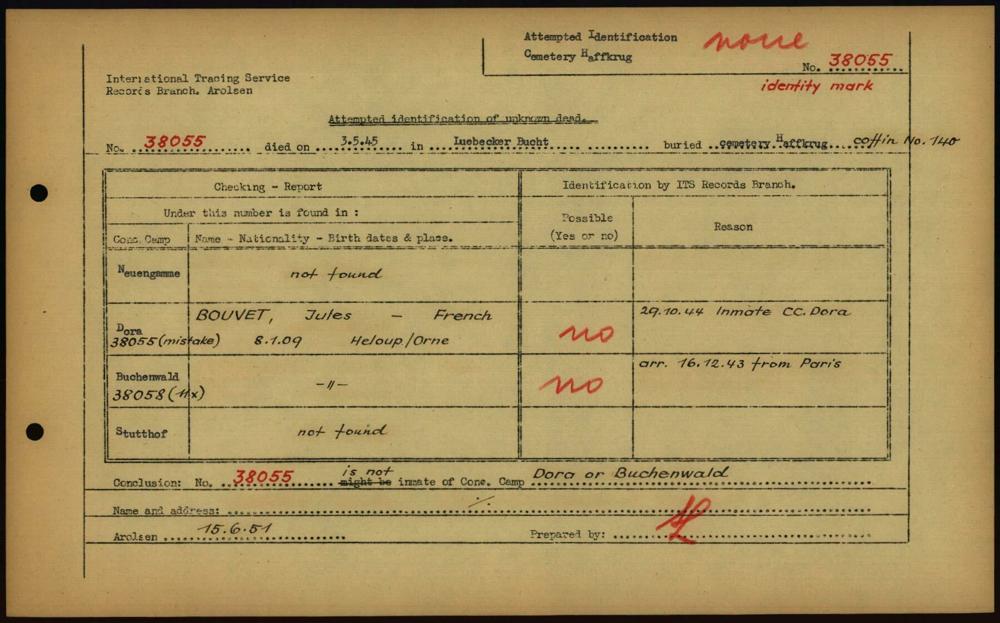 Attempted Identification none
Cemetery Haffkrug
No. 38055
identity mark
International Tracing Service
Records Branch. Arolsen
Attempted identification of unknown dead.
No. 38055 died on 3.5.45 in Luebecker Bucht buried cemetery Haffkrug coffin No. 140
Checking - Report
Identification by ITS Records Branch.
Under this number is found in :
Possible
(Yes or no)
Reason
Conc. Camp
Name - Nationality - Birth dates & place.
Neuengamme
not found
BOUVET, Jules - French
29.10.44 Inmate CC. Dora
Dora
no
38055 (mistake) 8.1.09 Heloup/Orne
arr. 16.12.43 from Paris
Buchenwald
-"-
no
38058 (11x)
Stutthof
not found
is not
Conclusion: No. 38055 might be inmate of Conc. Camp Dora or Buchenwald
Name and address: ./.
Arolsen 15.6.51
Prepared by: